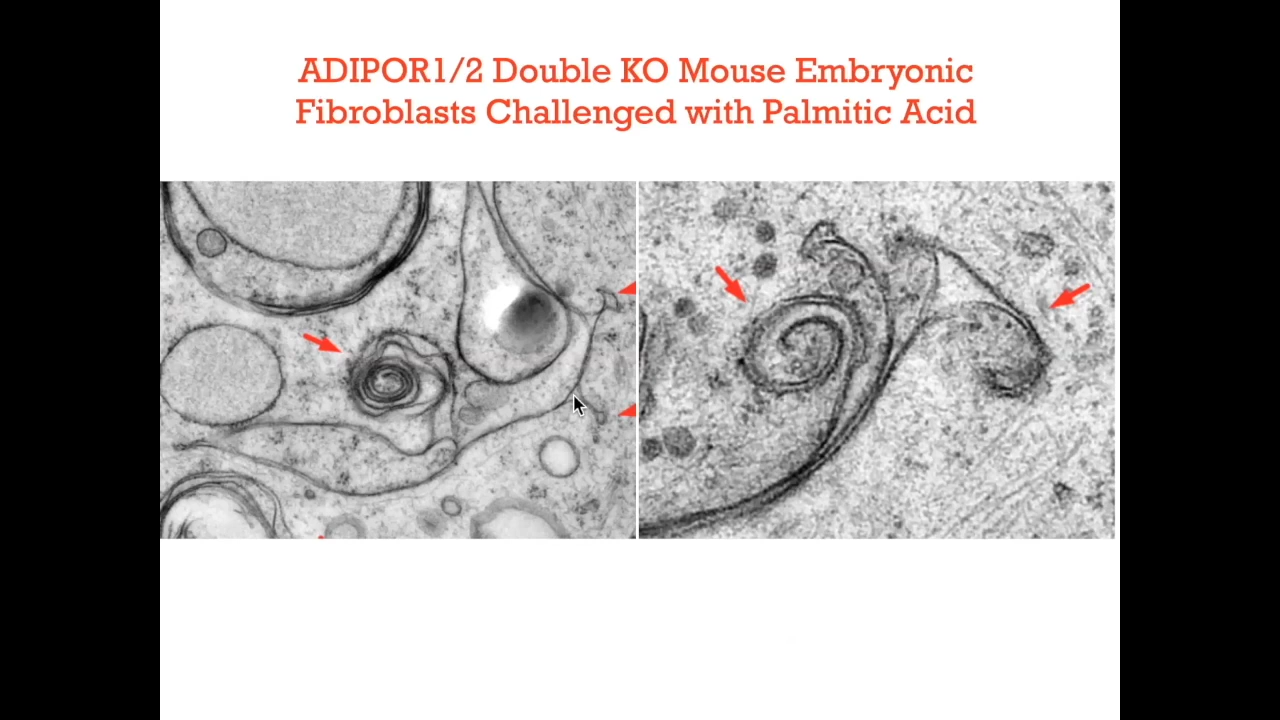 ADIPOR1/2 Double KO Mouse Embryonic
Fibroblasts Challenged with Palmitic Acid